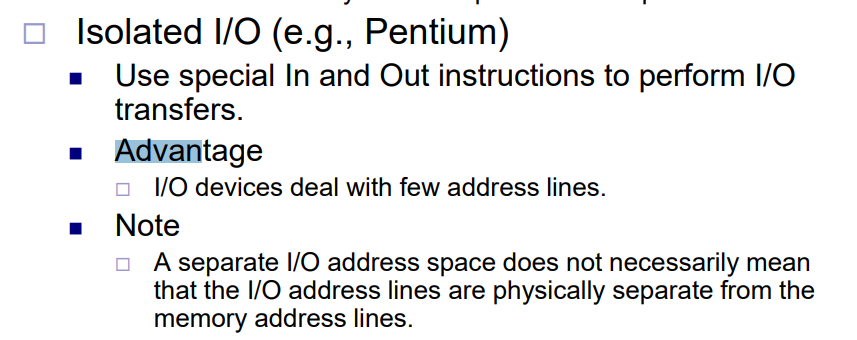 Isolated I/O (e.g., Pentium)
Use special In and Out instructions to perform I/O
transfers.
Advantage
I/O devices deal with few address lines.
Note
A separate I/O address space does not necessarily mean
that the I/O address lines are physically separate from the
memory address lines.